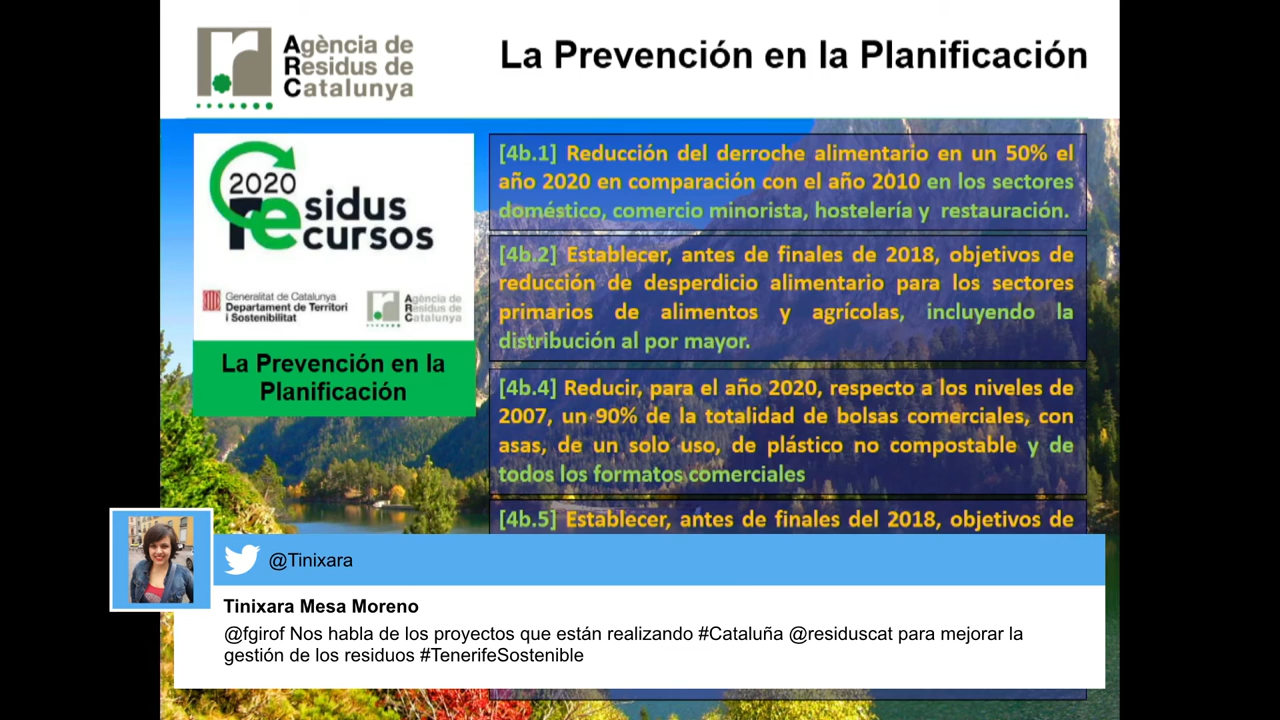 Agència de
Residus de
Catalunya
La Prevención en la Planificación
2020
residus
recursos
Generalitat de Catalunya
Departament de Territori
i Sostenibilitat
Agència de
Residus de
Catalunya
La Prevención en la
Planificación
[4b.1] Reducción del derroche alimentario en un 50% el
año 2020 en comparación con el año 2010 en los sectores
doméstico, comercio minorista, hostelería y restauración.
[4b.2] Establecer, antes de finales de 2018, objetivos de
reducción de desperdicio alimentario para los sectores
primarios de alimentos y agrícolas, incluyendo la
distribución al por mayor.
[4b.4] Reducir, para el año 2020, respecto a los niveles de
2007, un 90% de la totalidad de bolsas comerciales, con
asas, de un solo uso, de plástico no compostable y de
todos los formatos comerciales
[4b.5] Establecer, antes de finales del 2018, objetivos de
@Tinixara
Tinixara Mesa Moreno
@fgirof Nos habla de los proyectos que están realizando #Cataluña @residuscat para mejorar la
gestión de los residuos #TenerifeSostenible